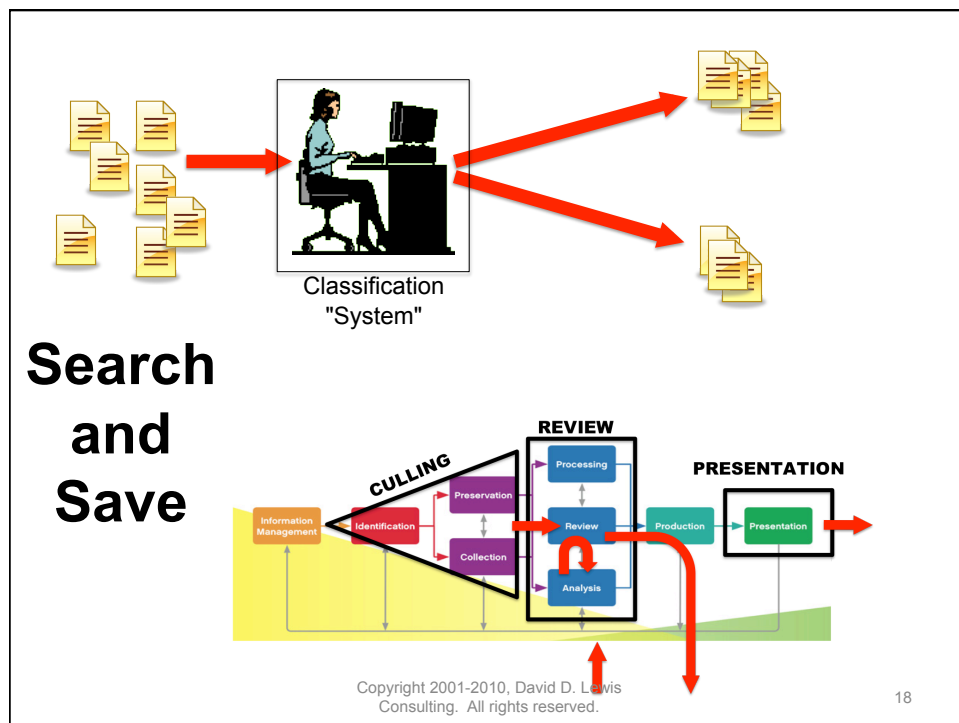 Classification
"System"
Search
and
Save
CULLING
REVIEW
PRESENTATION
Information
Management
Identification
Preservation
Collection
Processing
Review
Analysis
Production
Presentation
Copyright 2001-2010, David D. Lewis
Consulting. All rights reserved.
18